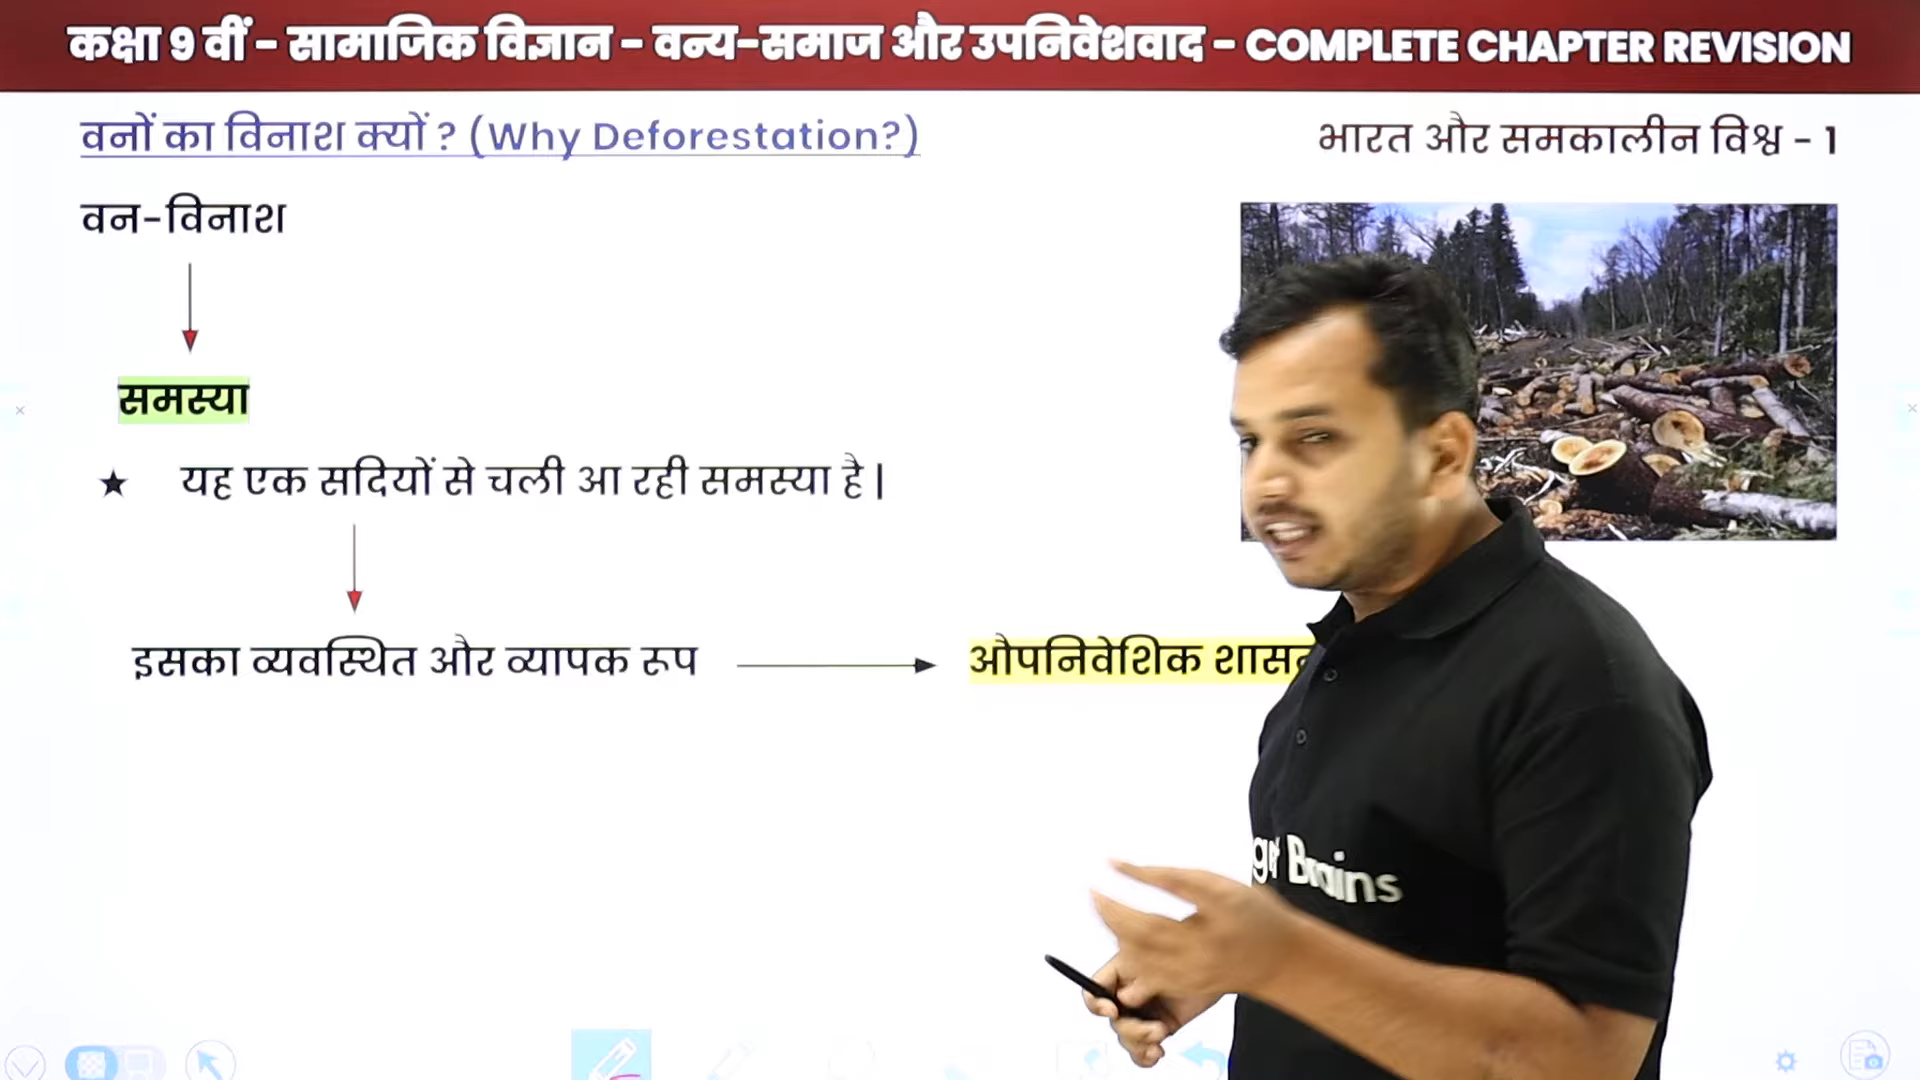 कक्षा 9 वीं - सामाजिक विज्ञान - वन्य-समाज और उपनिवेशवाद - COMPLETE CHAPTER REVISION
वनों का विनाश क्यों ? (Why Deforestation?)
भारत और समकालीन विश्व - 1
वन-विनाश
समस्या
★ यह एक सदियों से चली आ रही समस्या है |
इसका व्यवस्थित और व्यापक रूप
औपनिवेशिक
Brains